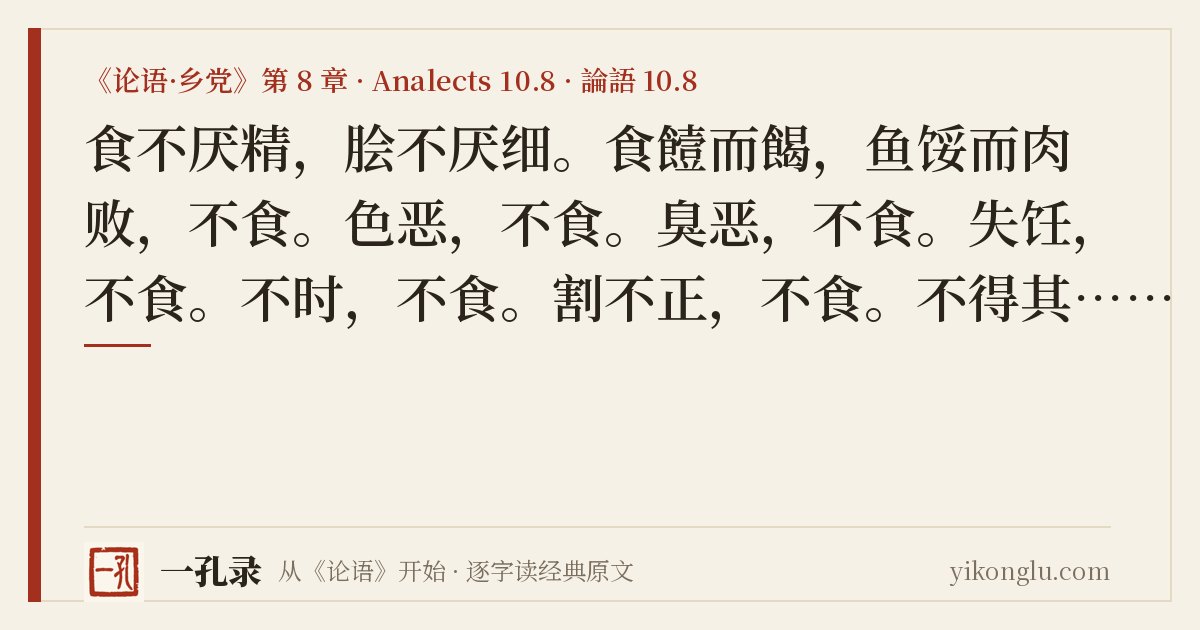 《论语·乡党》第 8 章 · Analects 10.8 · 論語 10.8
食不厌精，脍不厌细。食饐而餲，鱼馁而肉
败，不食。色恶，不食。臭恶，不食。失饪，
不食。不时，不食。割不正，不食。不得其……
一孔
一孔录 从《论语》开始 · 逐字读经典原文 yikonglu.com